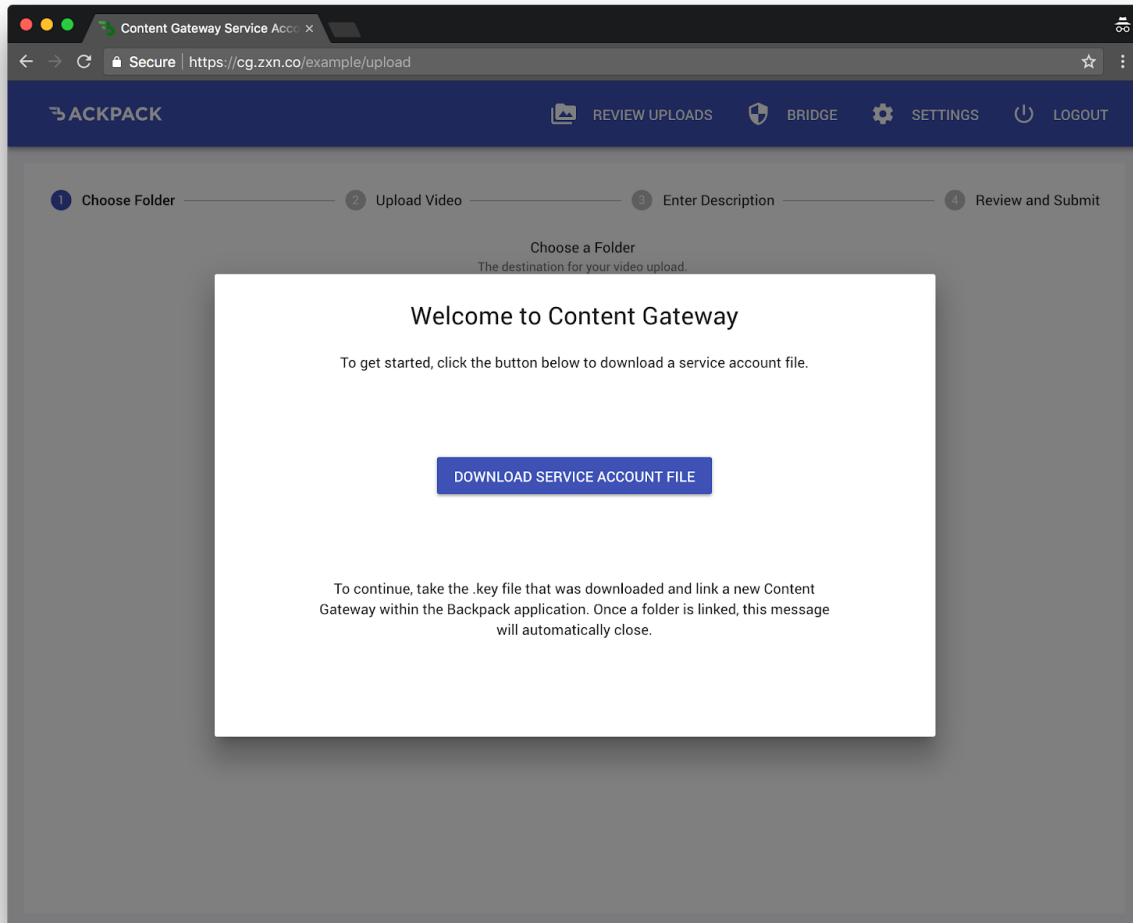 Content Gateway Service Acco
Secure | https://cg.zxn.co/example/upload
BACKPACK
REVIEW UPLOADS
BRIDGE
SETTINGS
LOGOUT
1 Choose Folder
2 Upload Video
3 Enter Description
4 Review and Submit
Choose a Folder
The destination for your video upload.
Welcome to Content Gateway
To get started, click the button below to download a service account file.
DOWNLOAD SERVICE ACCOUNT FILE
To continue, take the .key file that was downloaded and link a new Content
Gateway within the Backpack application. Once a folder is linked, this message
will automatically close.